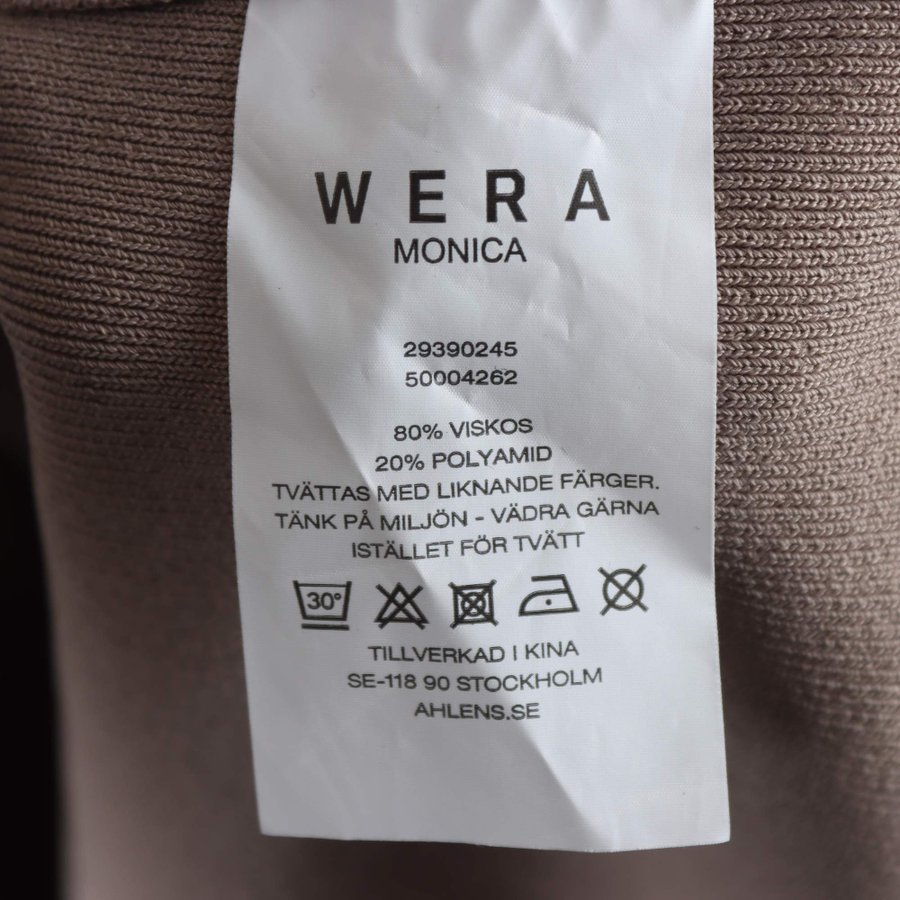 WERA
MONICA
29390245
50004262
80% VISKOS
20% POLYAMID
TVÄTTAS MED LIKNANDE FÄRGER.
TÄNK PÅ MILJÖN - VÄDRA GÄRNA
ISTÄLLET FÖR TVÄTT
30°
TILLVERKAD I KINA
SE-118 90 STOCKHOLM
AHLENS.SE